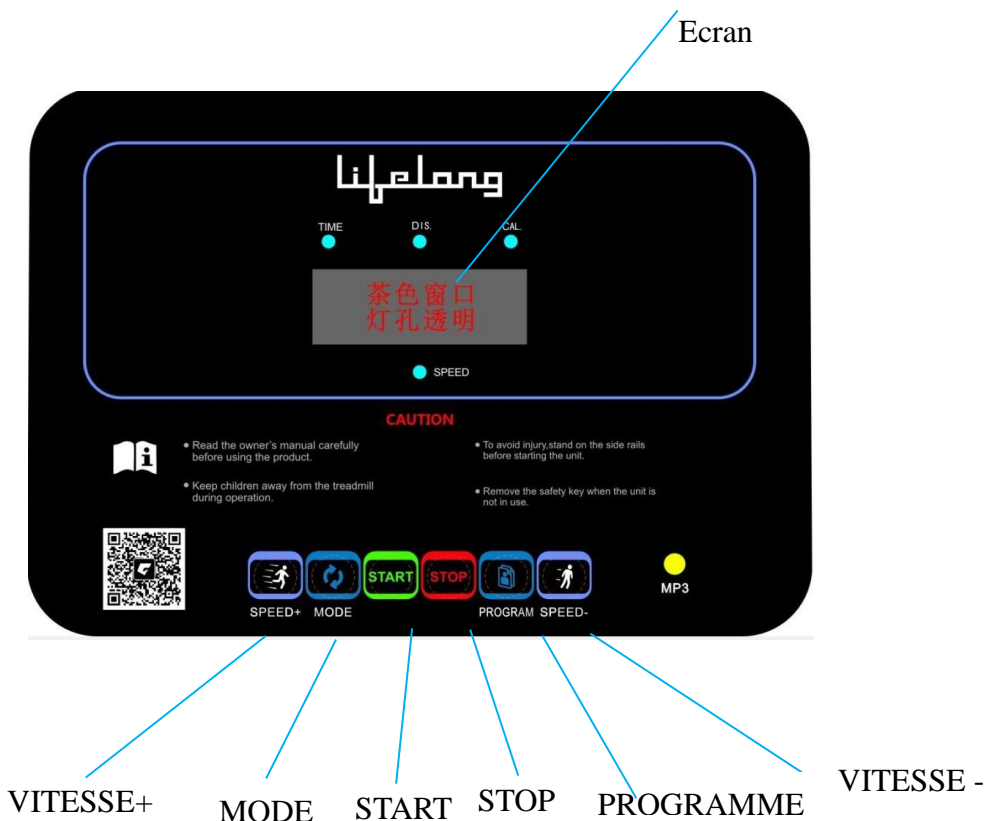 Ecran
lifelong
TIME DIS. CAL.
茶色窗口
灯孔透明
SPEED
CAUTION
• Read the owner's manual carefully
before using the product.
• Keep children away from the treadmill
during operation.
• To avoid injury,stand on the side rails
before starting the unit.
• Remove the safety key when the unit is
not in use.
i
START STOP
SPEED+ MODE PROGRAM SPEED-
MP3
VITESSE+ MODE START STOP PROGRAMME VITESSE -